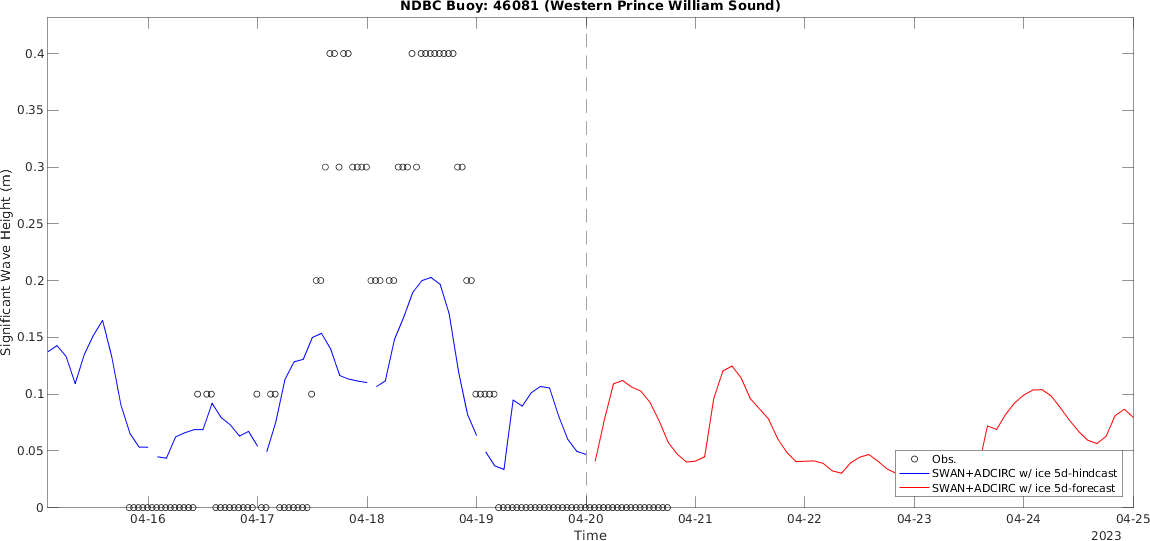 NDBC Buoy: 46081 (Western Prince William Sound)
0.4
0.35
0.3
0.25
0.2
0.15
0.1
0.05
0
Significant Wave Height (m)
Obs.
SWAN+ADCIRC w/ ice 5d-hindcast
SWAN+ADCIRC w/ ice 5d-forecast
04-16 04-17 04-18 04-19 04-20 04-21 04-22 04-23 04-24 04-25
Time
2023